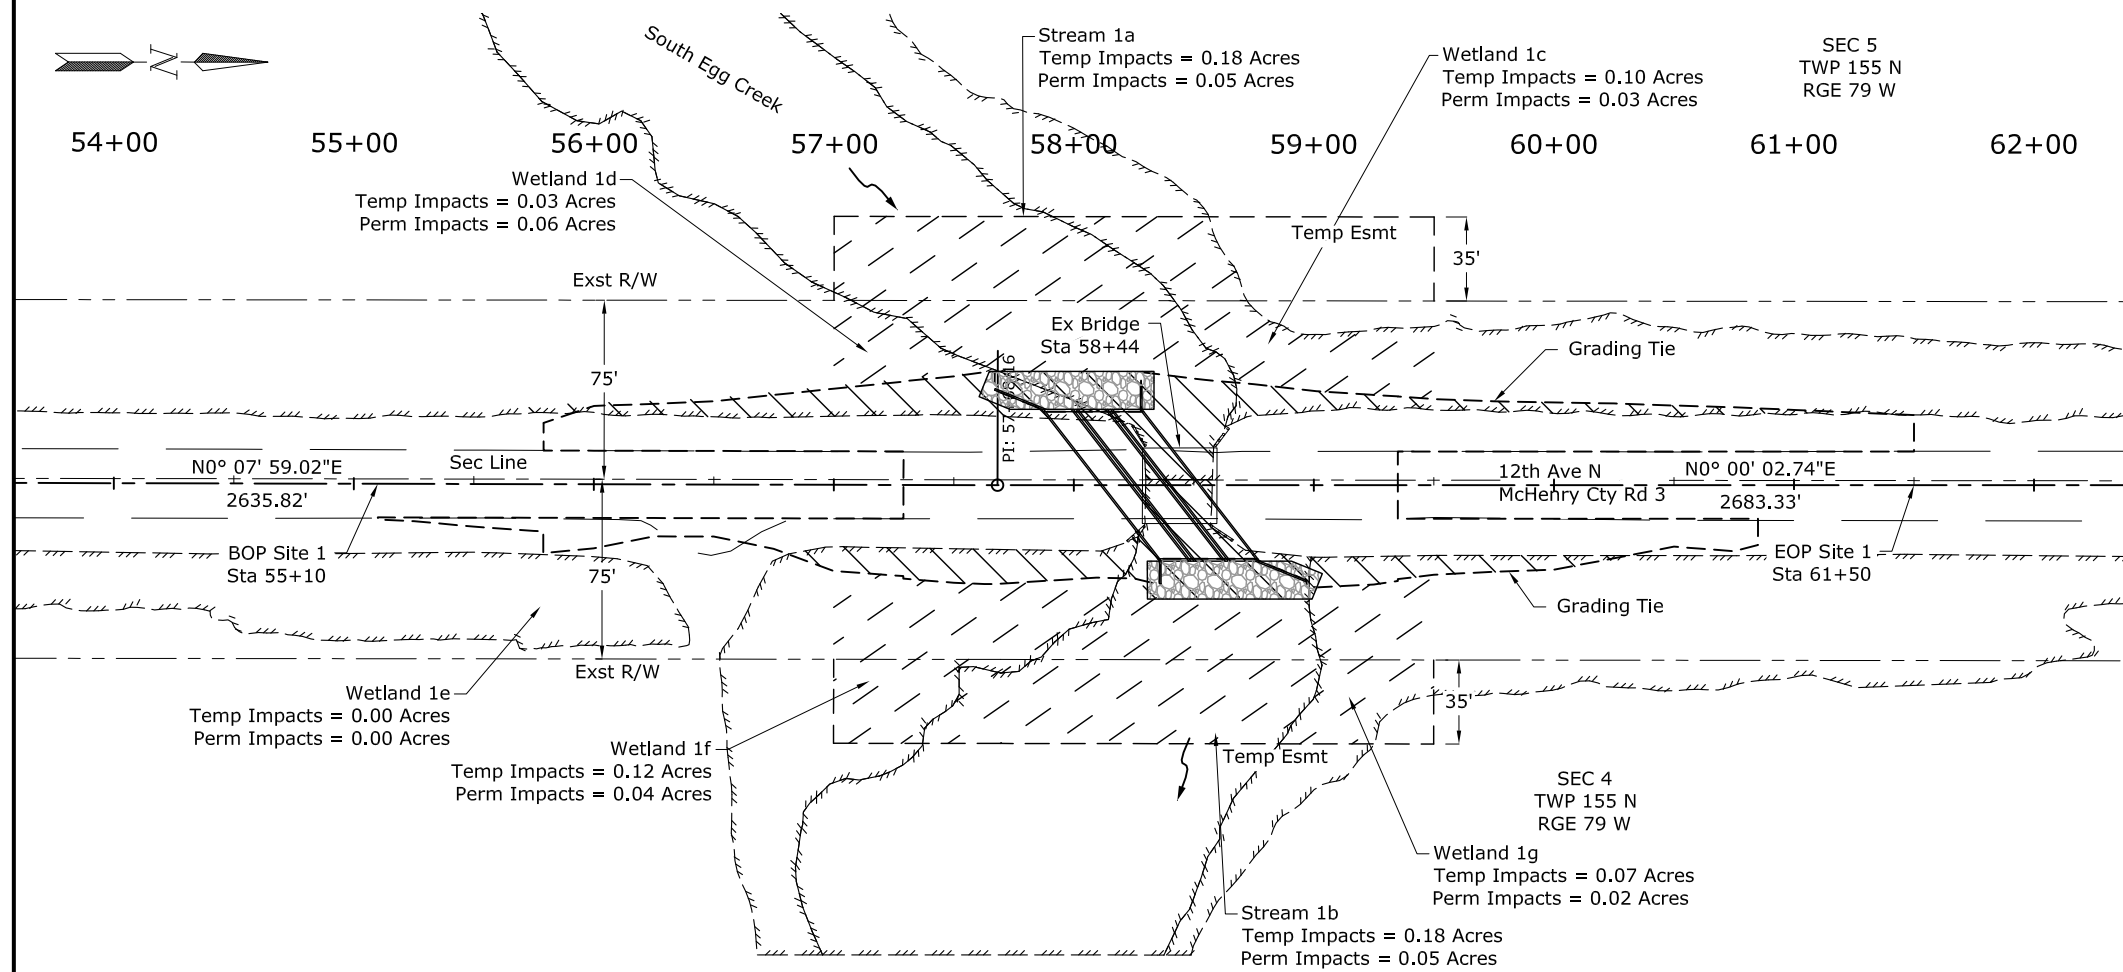 South Egg Creek
Stream 1a
Temp Impacts = 0.18 Acres
Perm Impacts = 0.05 Acres
Wetland 1c
Temp Impacts = 0.10 Acres
Perm Impacts = 0.03 Acres
SEC 5
TWP 155 N
RGE 79 W
N
54+00
55+00
56+00
57+00
58+00
59+00
60+00
61+00
62+00
Wetland 1d
Temp Impacts = 0.03 Acres
Perm Impacts = 0.06 Acres
Temp Esmt
35'
Exst R/W
Ex Bridge
Sta 58+44
Grading Tie
75'
PI: 57
16
N0° 07' 59.02"E
Sec Line
2635.82'
12th Ave N
McHenry Cty Rd 3
N0° 00' 02.74"E
2683.33'
BOP Site 1
Sta 55+10
75'
EOP Site 1
Sta 61+50
Grading Tie
Exst R/W
35'
Wetland 1e
Temp Impacts = 0.00 Acres
Perm Impacts = 0.00 Acres
Wetland 1f
Temp Impacts = 0.12 Acres
Perm Impacts = 0.04 Acres
Temp Esmt
SEC 4
TWP 155 N
RGE 79 W
Wetland 1g
Temp Impacts = 0.07 Acres
Perm Impacts = 0.02 Acres
Stream 1b
Temp Impacts = 0.18 Acres
Perm Impacts = 0.05 Acres